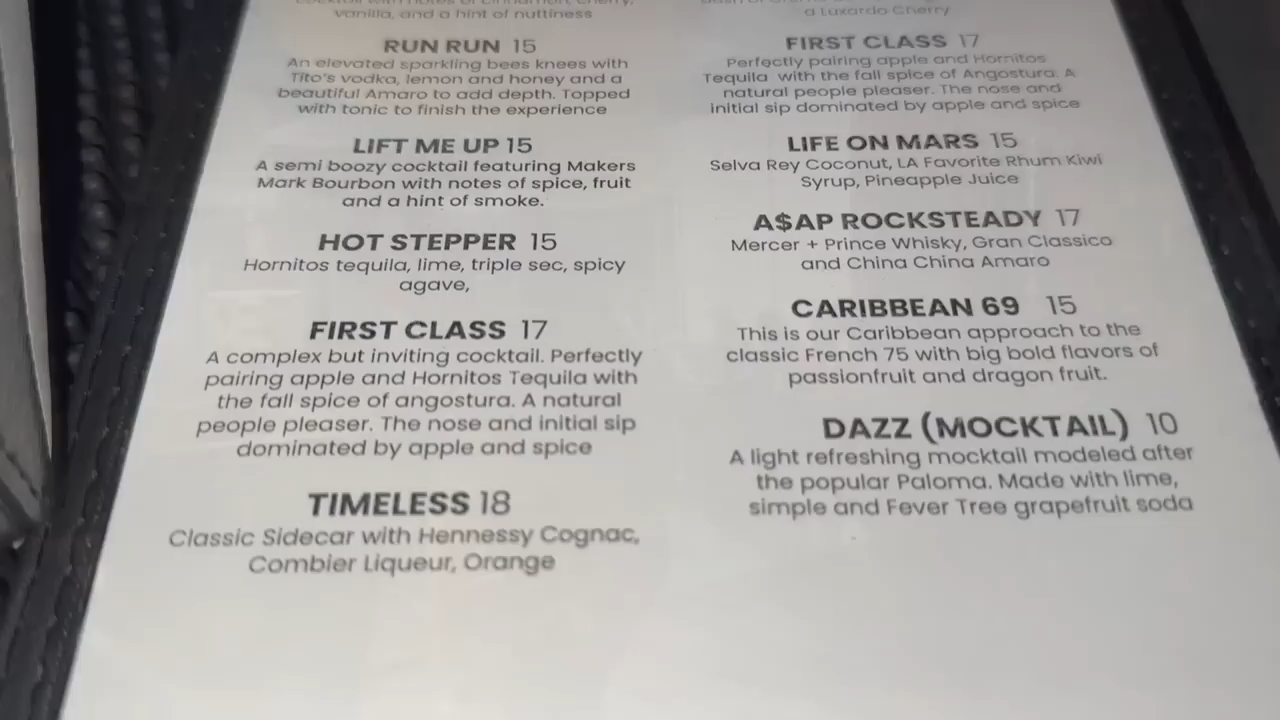 vanilla, and a hint of nuttiness
RUN RUN 15
An elevated sparkling bees knees with
Tito's vodka, lemon and honey and a
beautiful Amaro to add depth. Topped
with tonic to finish the experience
LIFT ME UP 15
A semi boozy cocktail featuring Makers
Mark Bourbon with notes of spice, fruit
and a hint of smoke.
HOT STEPPER 15
Hornitos tequila, lime, triple sec, spicy
agave,
FIRST CLASS 17
A complex but inviting cocktail. Perfectly
pairing apple and Hornitos Tequila with
the fall spice of angostura. A natural
people pleaser. The nose and initial sip
dominated by apple and spice
TIMELESS 18
Classic Sidecar with Hennessy Cognac,
Combier Liqueur, Orange
a Luxardo Cherry
FIRST CLASS 17
Perfectly pairing apple and Hornitos
Tequila with the fall spice of Angostura. A
natural people pleaser. The nose and
initial sip dominated by apple and spice
LIFE ON MARS 15
Selva Rey Coconut, LA Favorite Rhum Kiwi
Syrup, Pineapple Juice
A$AP ROCKSTEADY 17
Mercer + Prince Whisky, Gran Classico
and China China Amaro
CARIBBEAN 69 15
This is our Caribbean approach to the
classic French 75 with big bold flavors of
passionfruit and dragon fruit.
DAZZ (MOCKTAIL) 10
A light refreshing mocktail modeled after
the popular Paloma. Made with lime,
simple and Fever Tree grapefruit soda